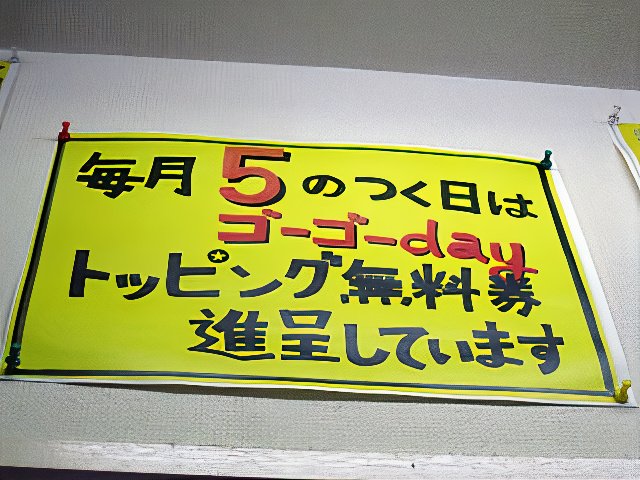 毎月5のつく日は
ゴーゴーday
トッピング無料券
進呈しています